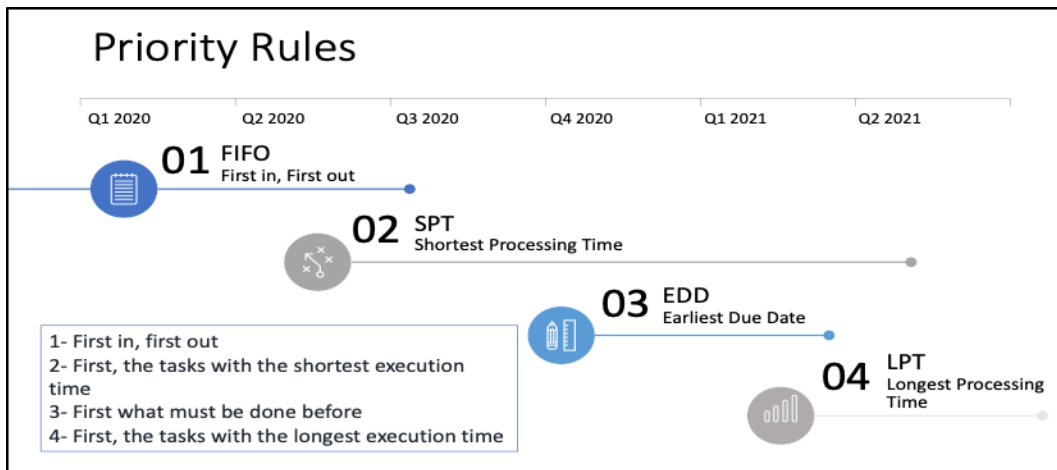 Priority Rules
Q1 2020
Q2 2020
Q3 2020
Q4 2020
Q1 2021
Q2 2021
01 FIFO
First in, First out
02 SPT
Shortest Processing Time
03 EDD
Earliest Due Date
04 LPT
Longest Processing
Time
1- First in, first out
2- First, the tasks with the shortest execution
time
3- First what must be done before
4- First, the tasks with the longest execution time